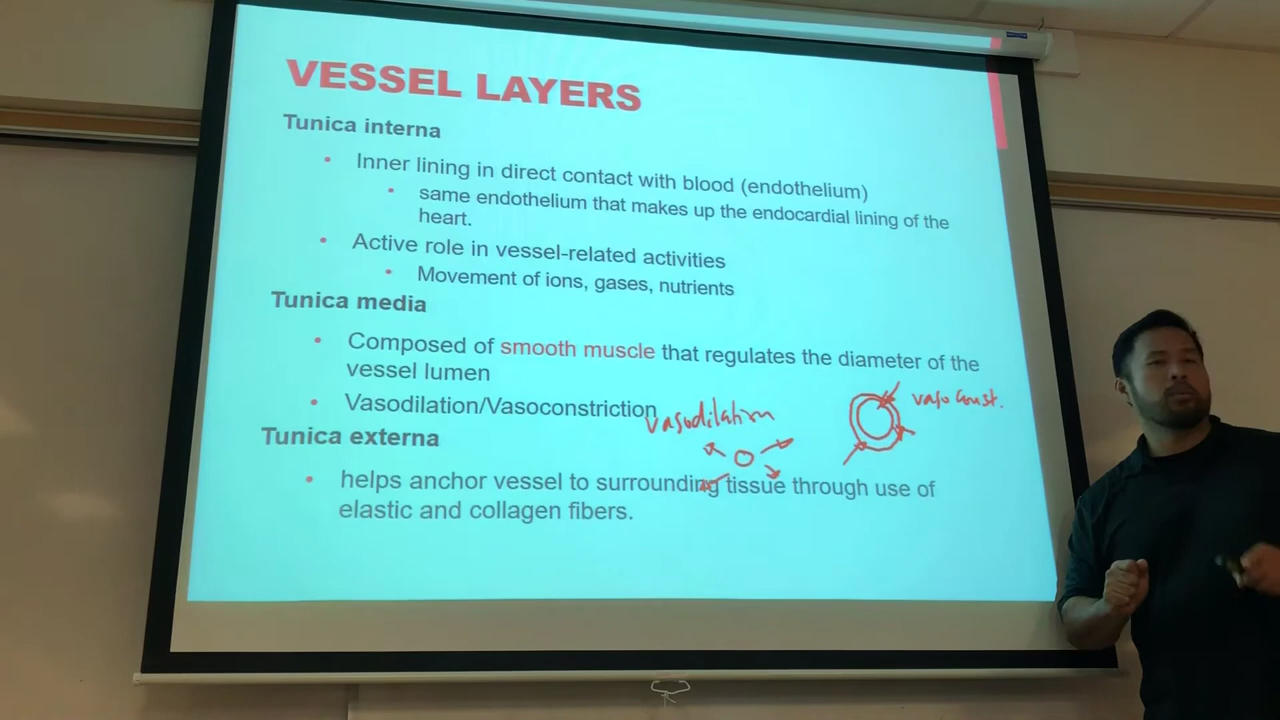 VESSEL LAYERS
Tunica interna
• Inner lining in direct contact with blood (endothelium)
• same endothelium that makes up the endocardial lining of the
heart.
• Active role in vessel-related activities
• Movement of ions, gases, nutrients
Tunica media
• Composed of smooth muscle that regulates the diameter of the
vessel lumen
• Vasodilation/Vasoconstriction
vasodilation
vaso Const.
Tunica externa
• helps anchor vessel to surrounding tissue through use of
elastic and collagen fibers.